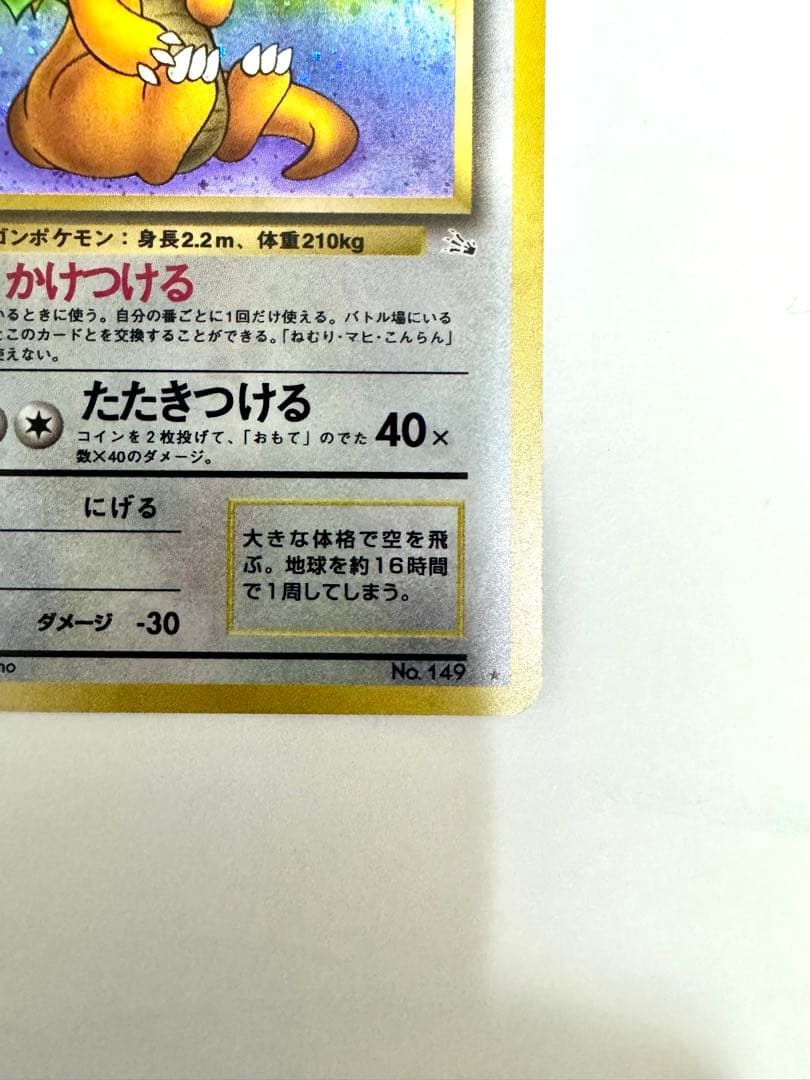 ゴンポケモン：身長2.2m、体重210kg
かけつける
いるときに使う。自分の番ごとに1回だけ使える。バトル場にいる
とこのカードとを交換することができる。「ねむり・マヒ・こんらん」
使えない。
たたきつける
コインを2枚投げて、「おもて」のでた
数×40のダメージ。
40×
にげる
大きな体格で空を飛
ぶ。地球を約16時間
で1周してしまう。
ダメージ -30
No. 149 ★